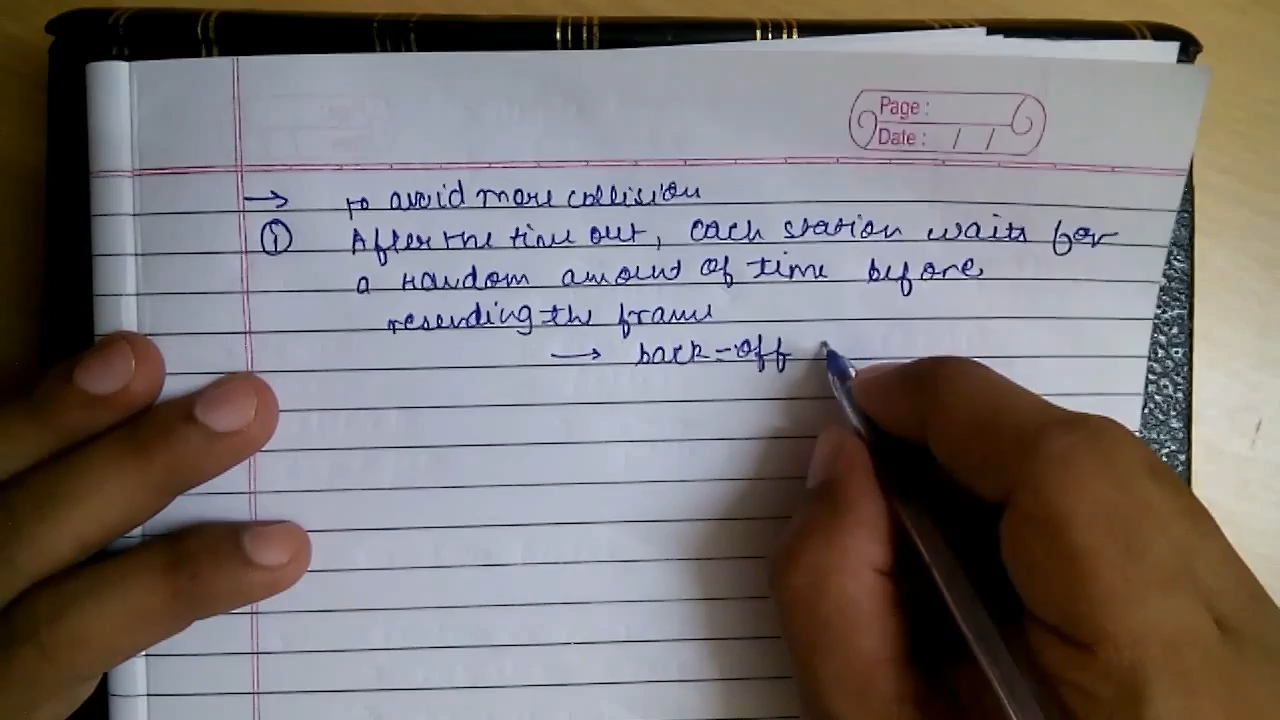 Page :
Date : / /
→ to avoid more collision
① After the time out, each station waits for
a random amount of time before
resending the frame
→ back-off